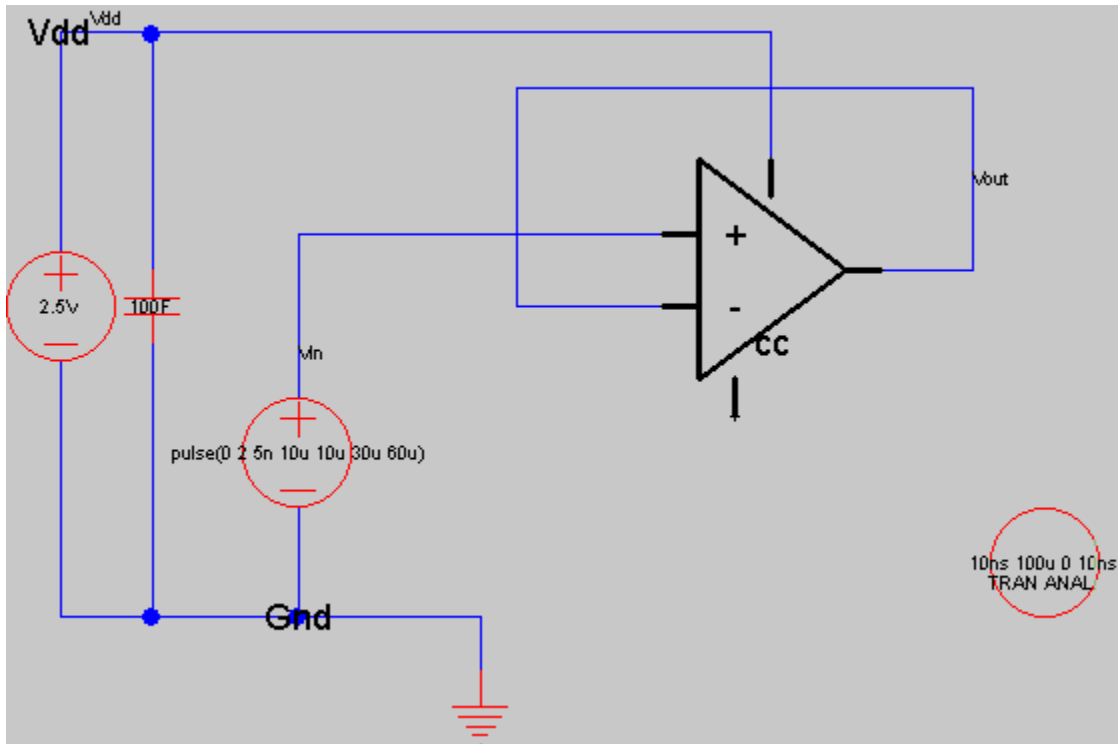 Vdd
Vdd
Vout
+
-
CC
2.5V
100F
Vin
pulse(0 2 5n 10u 10u 30u 60u)
10ns 100u 0 10ns
TRAN ANAL
Gnd